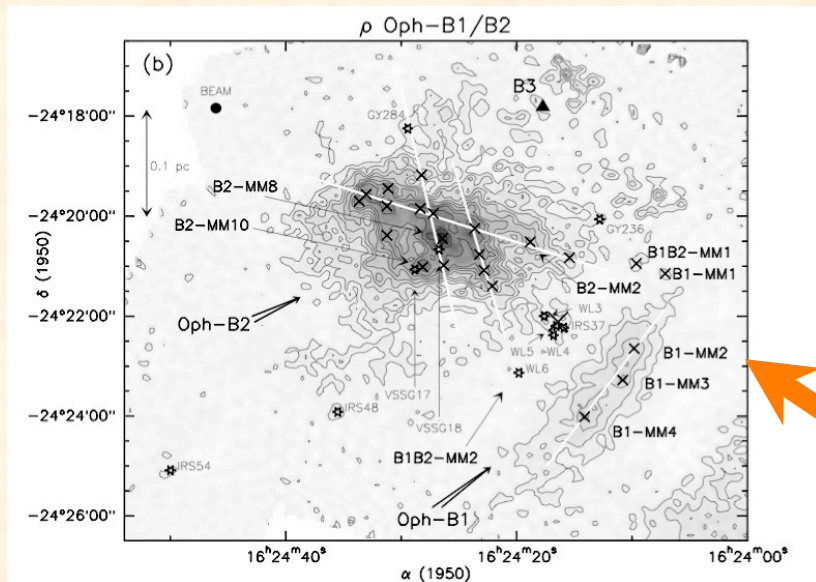 ρ Oph-B1/B2
(b)
BEAM
B3
GY284
-24°18'00"
0.1 pc
B2-MM8
-24°20'00"
B2-MM10
GY236
B1B2-MM1
B1-MM1
δ (1950)
B2-MM2
-24°22'00"
Oph-B2
WL3
IRS37
WL5
WL4
B1-MM2
WL6
B1-MM3
VSSG17
-24°24'00"
IRS48
VSSG18
B1-MM4
B1B2-MM2
IRS54
Oph-B1
-24°26'00"
16h24m40s
16h24m20s
16h24m00s
α (1950)